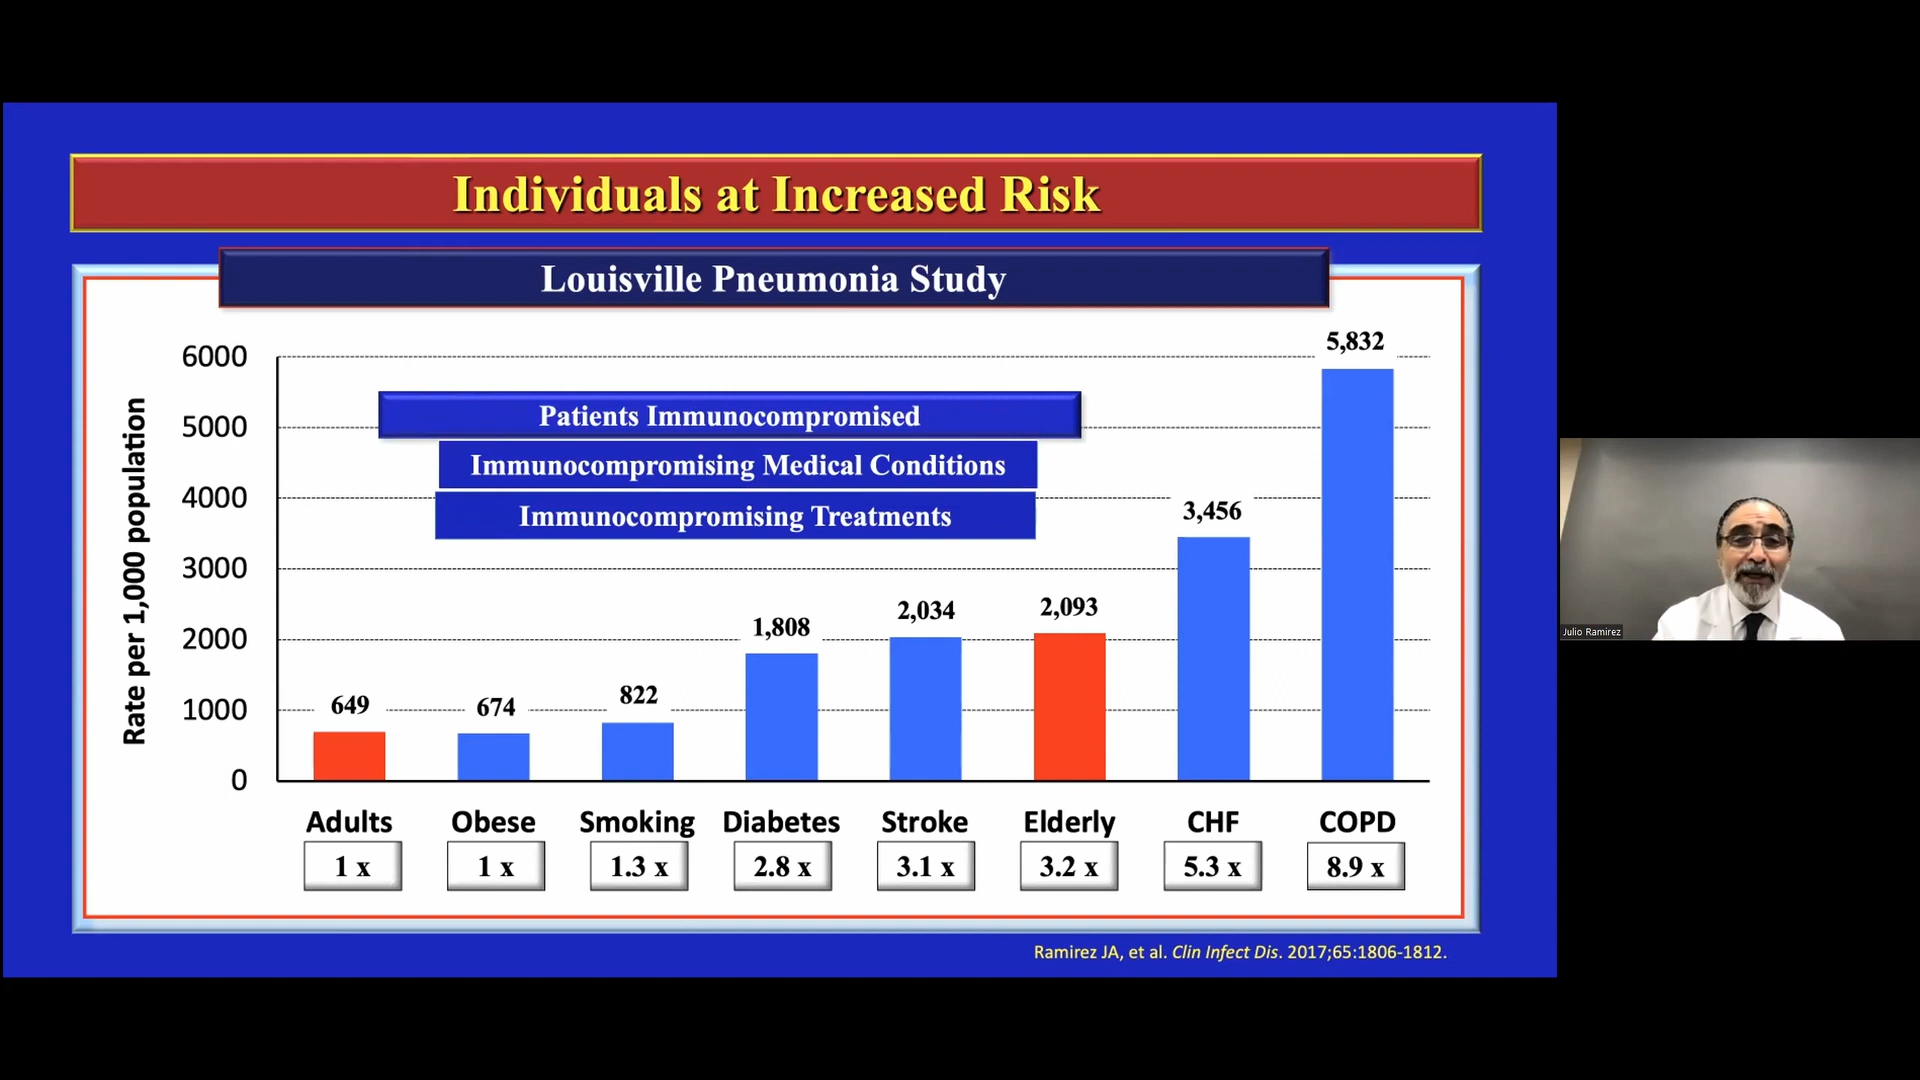 Individuals at Increased Risk
Louisville Pneumonia Study
Rate per 1,000 population
6000
5000
4000
3000
2000
1000
0
Patients Immunocompromised
Immunocompromising Medical Conditions
Immunocompromising Treatments
649
674
822
1,808
2,034
2,093
3,456
5,832
Adults Obese Smoking Diabetes Stroke Elderly CHF COPD
1 x 1 x 1.3 x 2.8 x 3.1 x 3.2 x 5.3 x 8.9 x
Ramirez JA, et al. Clin Infect Dis. 2017;65:1806-1812.
Julio Ramirez